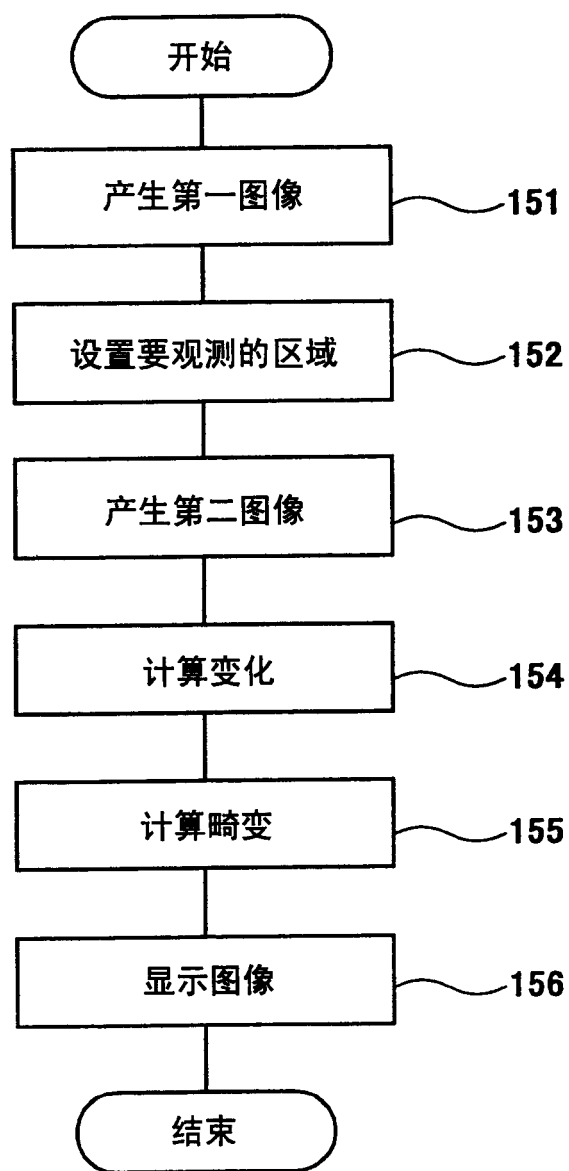 开始
产生第一图像
151
设置要观测的区域
152
产生第二图像
153
计算变化
154
计算畸变
155
显示图像
156
结束